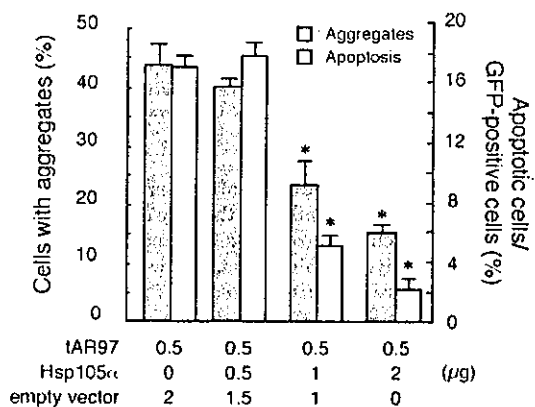 50
40
30
20
10
0
Cells with aggregates (%)
Aggregates
Apoptosis
20
16
12
8
4
0
Apoptotic cells/
GFP-positive cells (%)
*
*
*
*
tAR97 0.5 0.5 0.5 0.5
Hsp105α 0 0.5 1 2 (μg)
empty vector 2 1.5 1 0